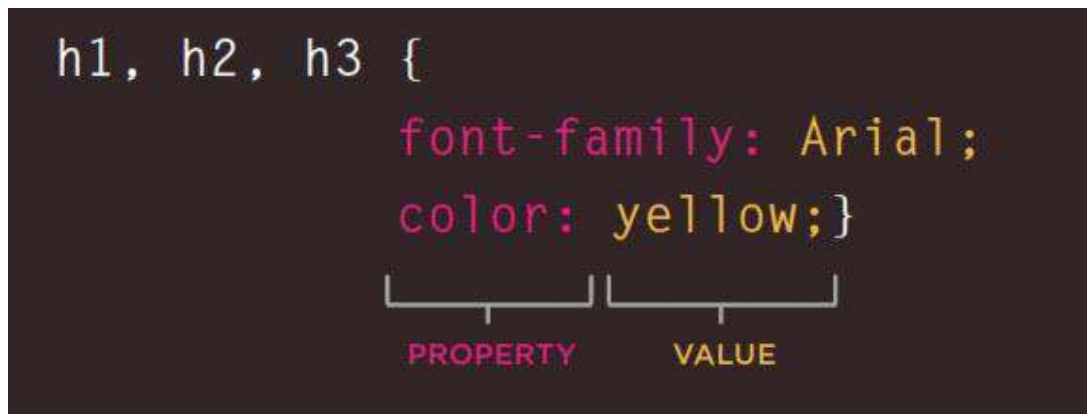 h1, h2, h3 {
font-family: Arial;
color: yellow;}
PROPERTY VALUE